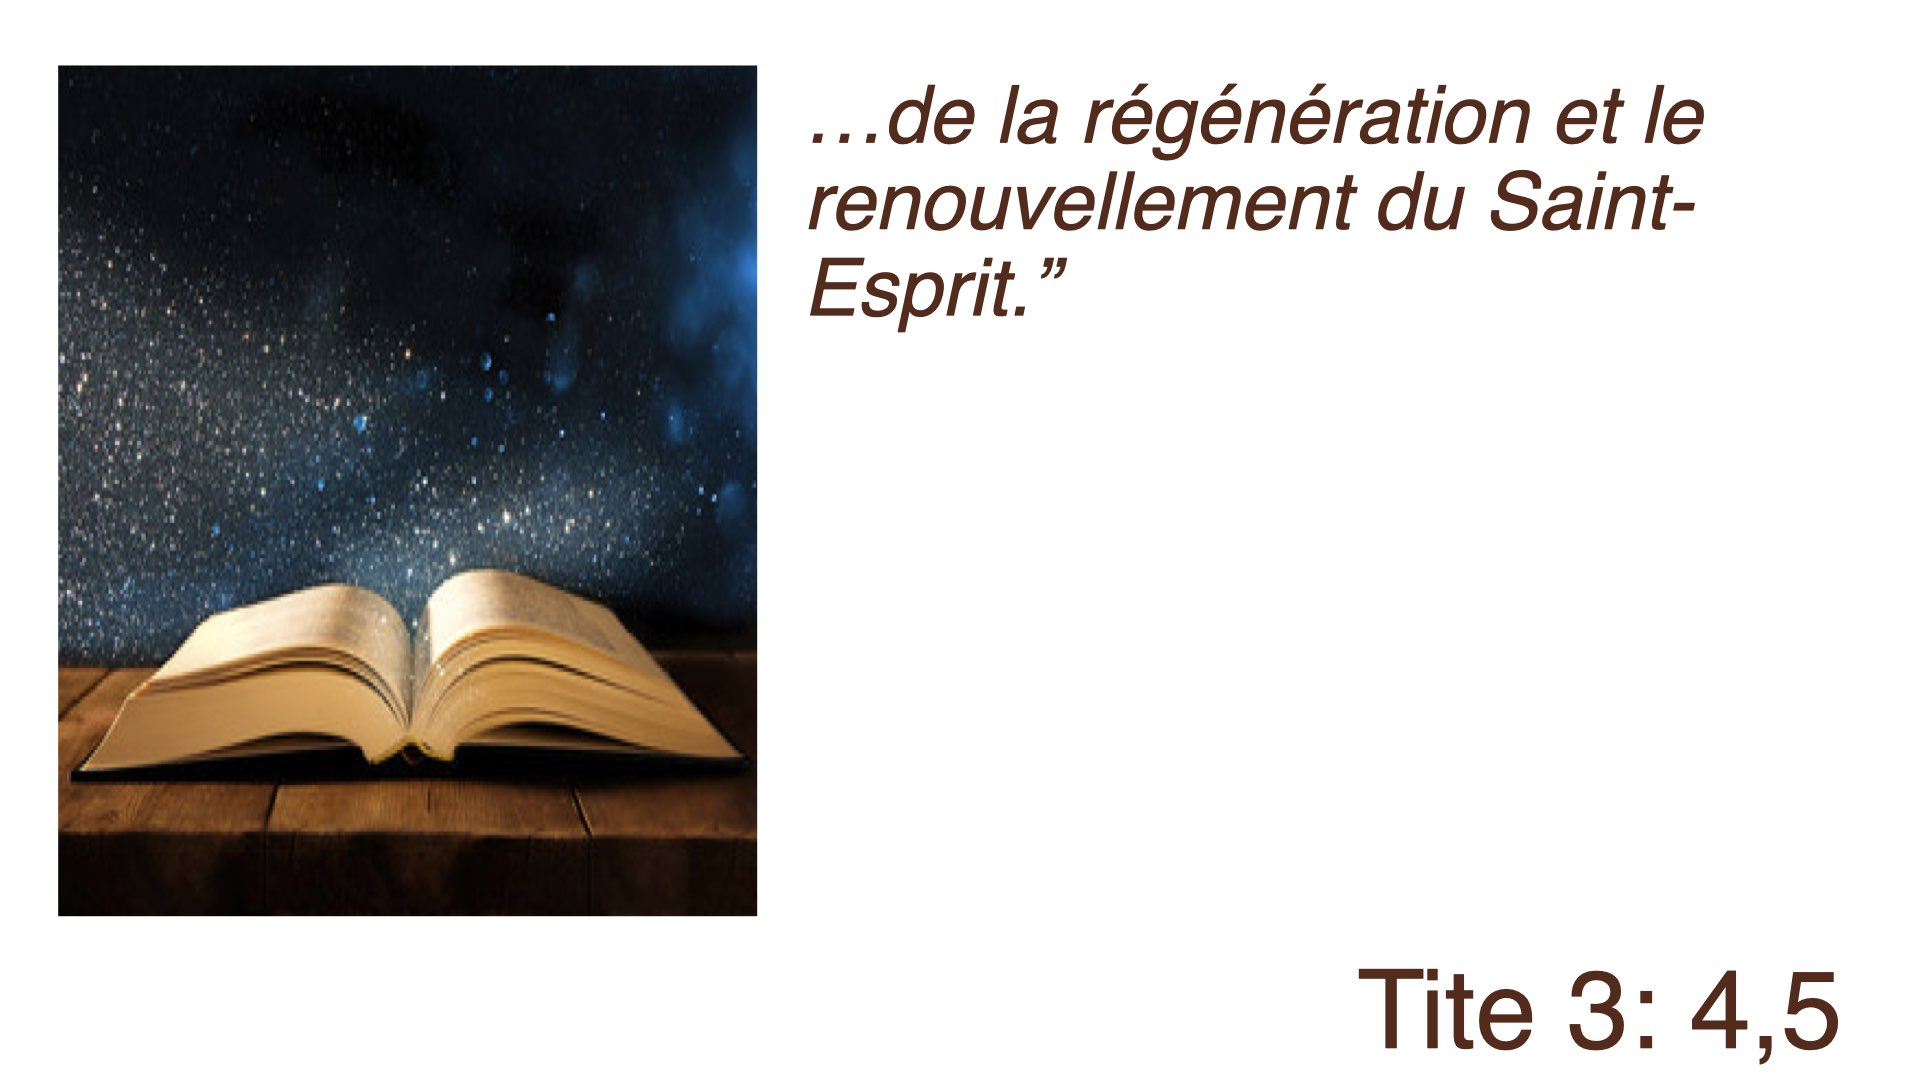 …de la régénération et le
renouvellement du Saint-
Esprit.”
Tite 3: 4,5